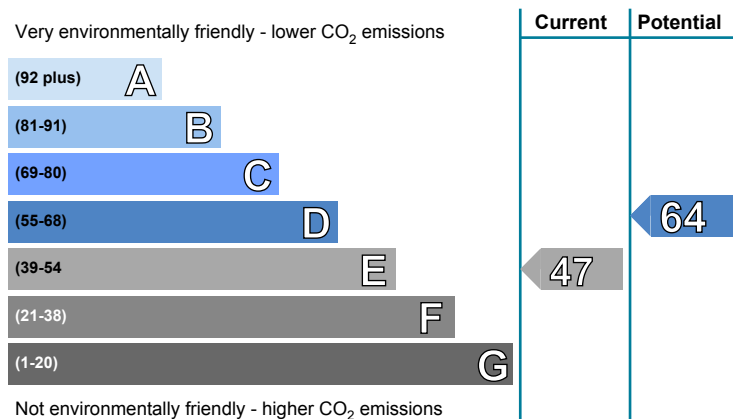 Current Potential
Very environmentally friendly - lower CO₂ emissions
(92 plus) A
(81-91) B
(69-80) C
(55-68) D
64
(39-54 E
47
(21-38) F
(1-20) G
Not environmentally friendly - higher CO₂ emissions